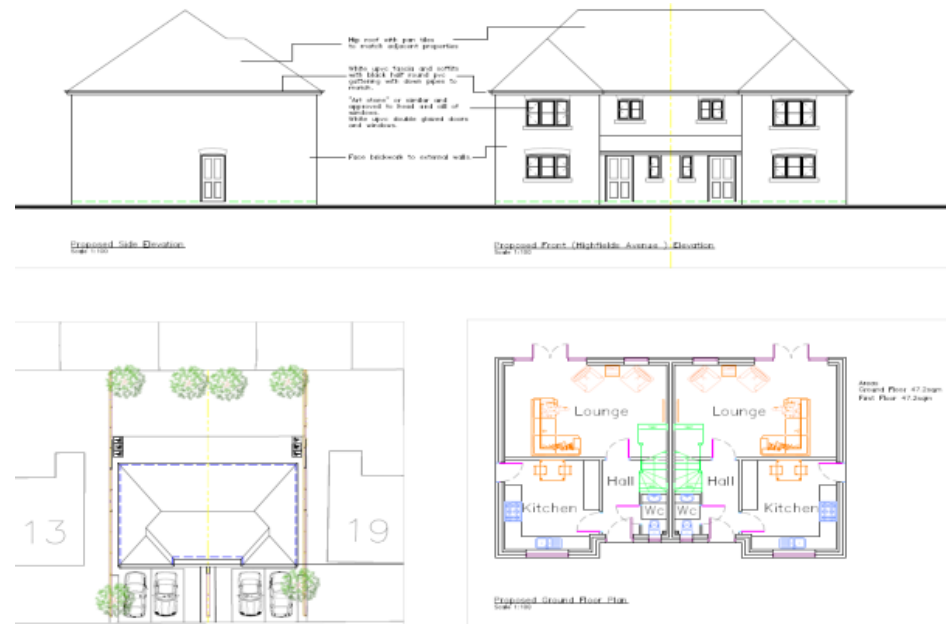 Hip roof with pan tiles
to match adjacent properties
White upvc fascia and soffits
with black half round pvc
guttering with down pipes to
match.
"Art stone" or similar and
approved to head and sill of
windows.
White upvc double glazed doors
and windows.
Face brickwork to external walls.
Proposed Side Elevation
Scale 1:100
Proposed Front (Highfields Avenue ) Elevation
Scale 1:100
13
19
Lounge
Lounge
Hall
Hall
Kitchen
Wc
Wc
Kitchen
Areas
Ground Floor 47.2sqm
First Floor 47.2sqm
Proposed Ground Floor Plan
Scale 1:100